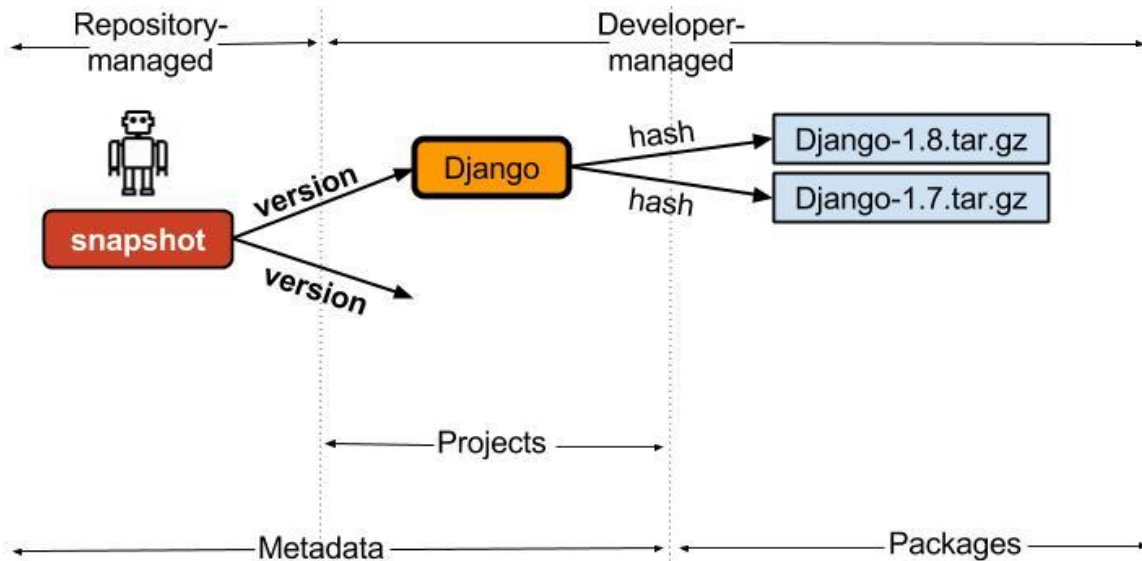 Repository-
managed
Developer-
managed
version
Django
hash
Django-1.8.tar.gz
hash
Django-1.7.tar.gz
snapshot
version
Projects
Metadata
Packages